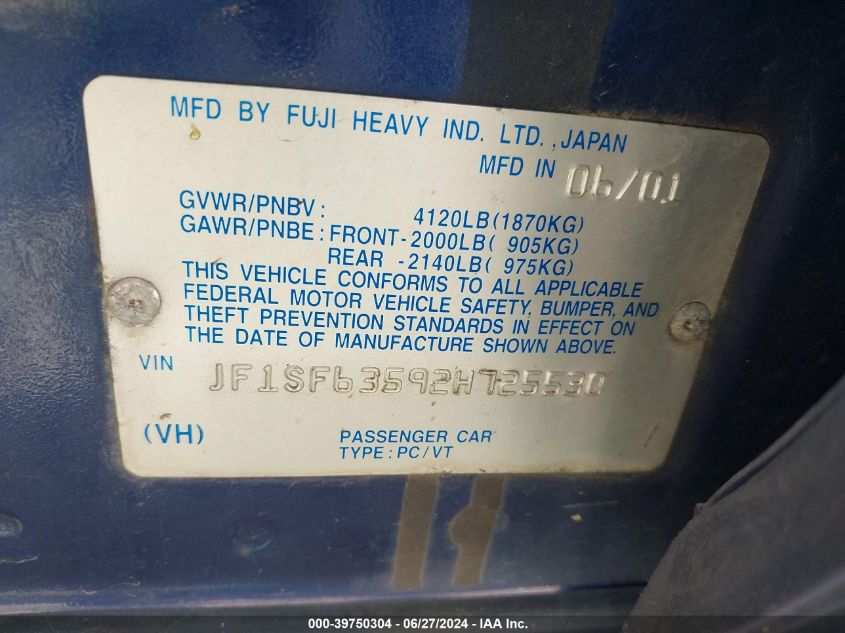 MFD BY FUJI HEAVY IND. LTD., JAPAN
MFD IN 06/01
GVWR/PNBV: 4120LB(1870KG)
GAWR/PNBE: FRONT-2000LB( 905KG)
REAR -2140LB( 975KG)
THIS VEHICLE CONFORMS TO ALL APPLICABLE
FEDERAL MOTOR VEHICLE SAFETY, BUMPER, AND
THEFT PREVENTION STANDARDS IN EFFECT ON
THE DATE OF MANUFACTURE SHOWN ABOVE.
VIN JF1SF63592H725530
(VH) PASSENGER CAR
TYPE: PC/VT
000-39750304 - 06/27/2024 - IAA Inc.